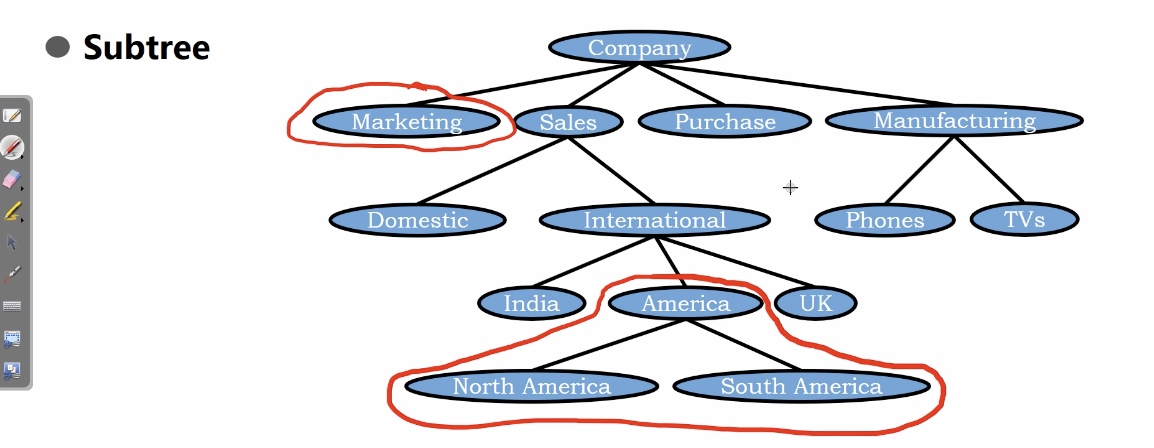 Subtree
Company
Marketing Sales Purchase Manufacturing
Domestic International Phones TVs
India America UK
North America South America